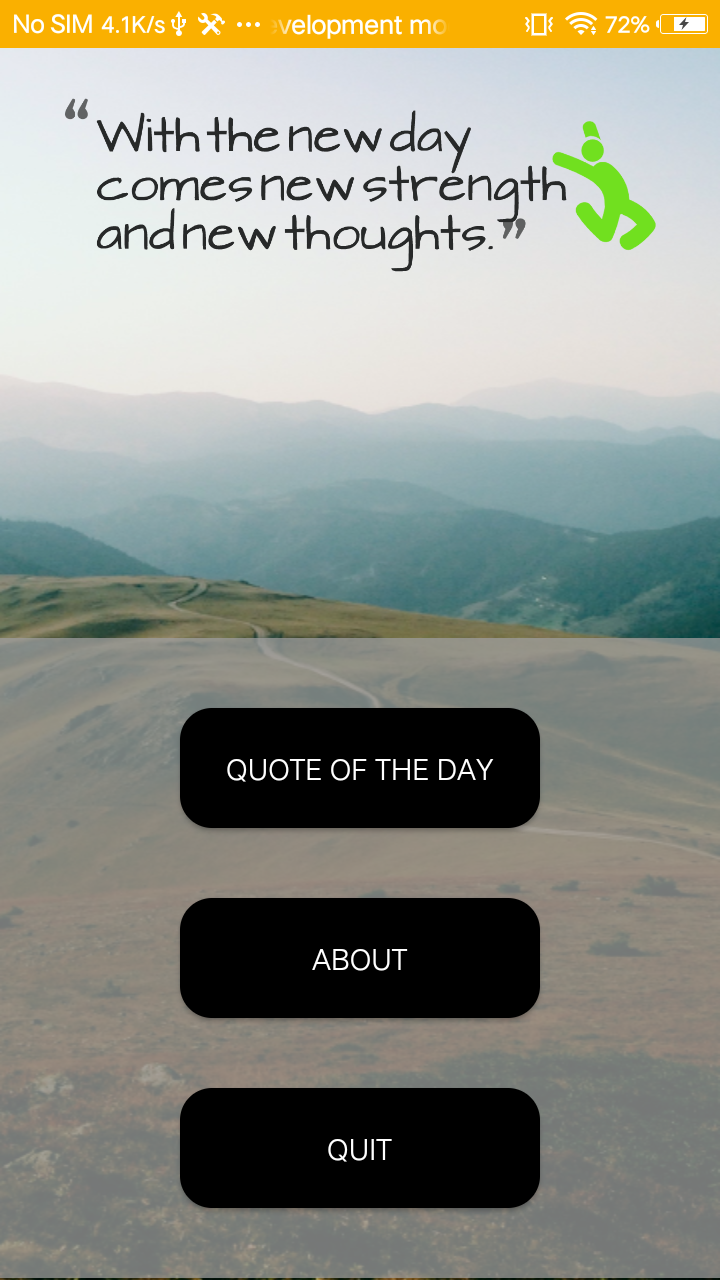 No SIM 4.1K/s ... evelopment mo 72%
“With the new day
comes new strength
and new thoughts.”
QUOTE OF THE DAY
ABOUT
QUIT